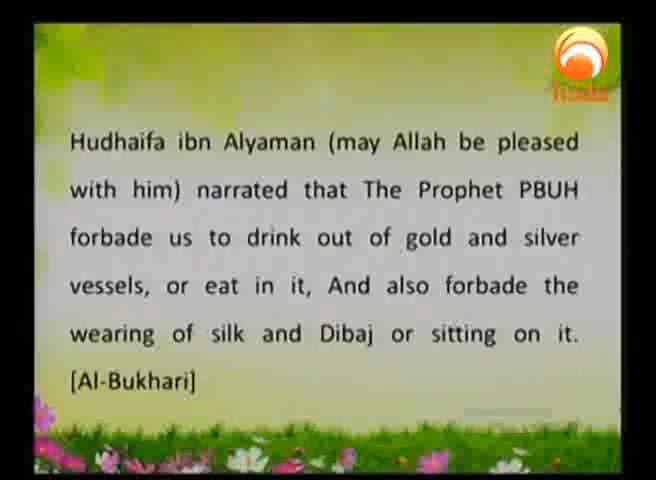 Huda
Hudhaifa ibn Alyaman (may Allah be pleased
with him) narrated that The Prophet PBUH
forbade us to drink out of gold and silver
vessels, or eat in it, And also forbade the
wearing of silk and Dibaj or sitting on it.
[Al-Bukhari]